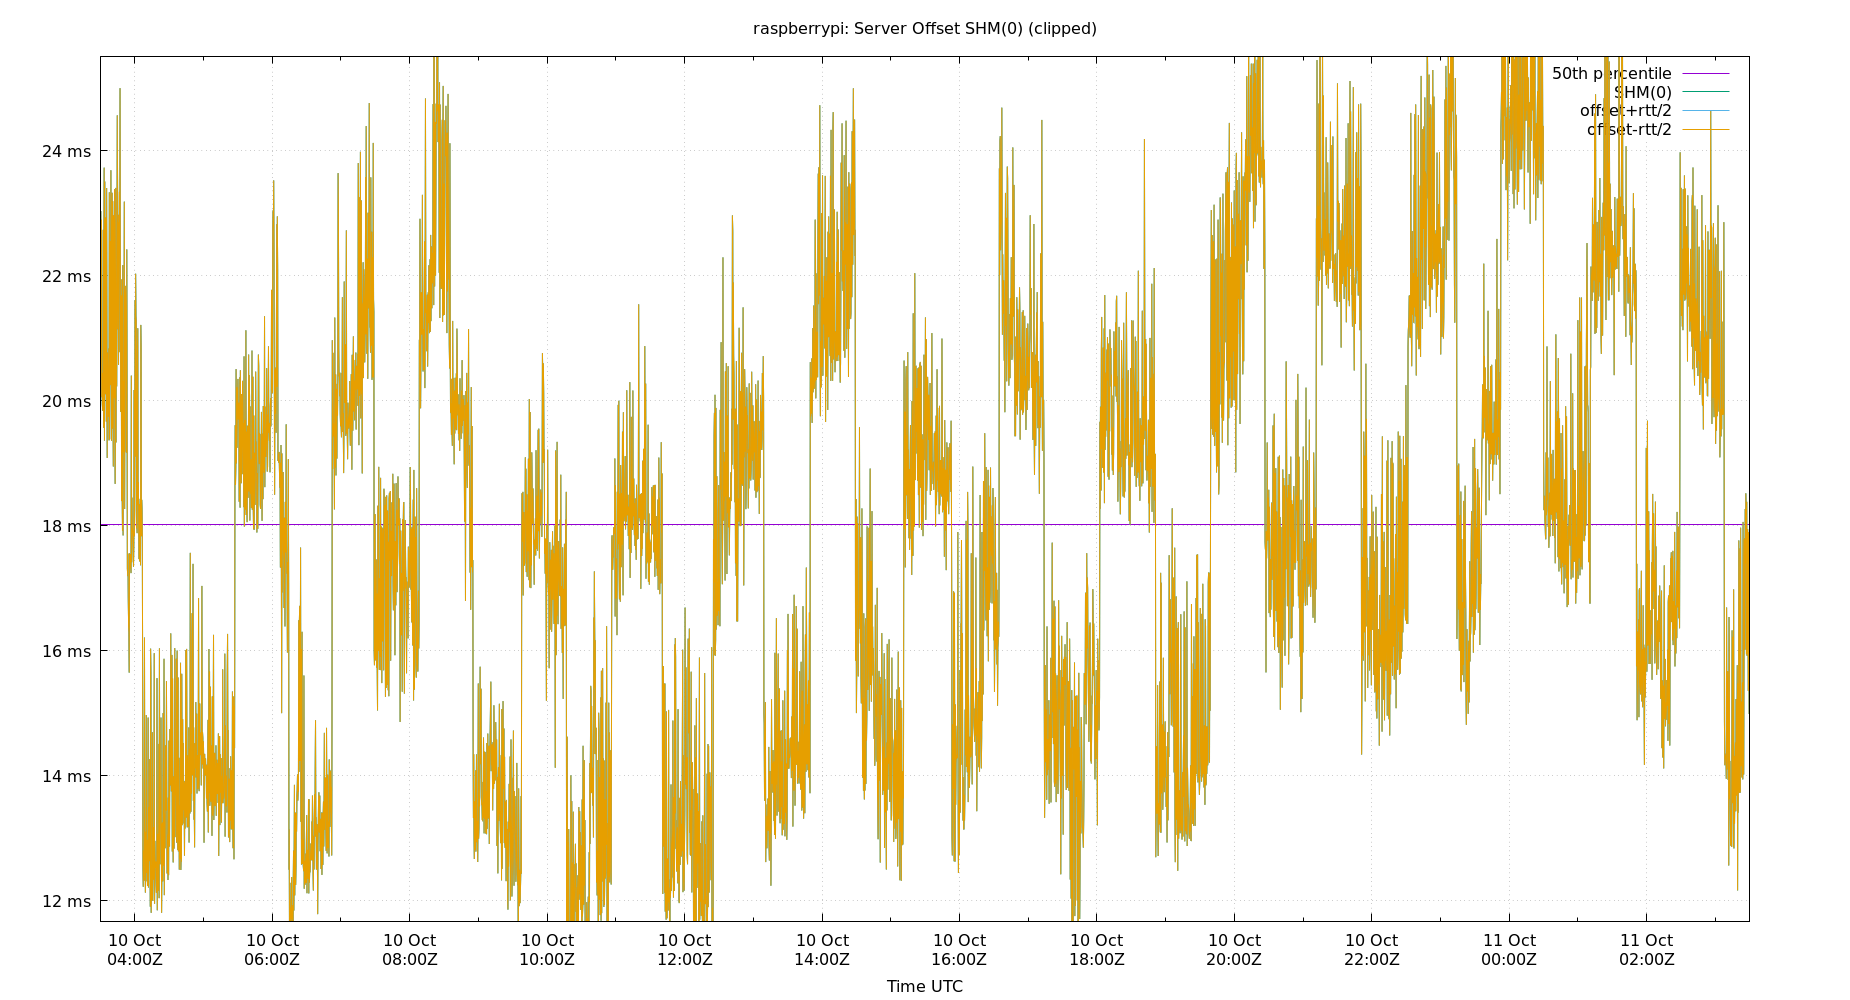 raspberrypi: Server Offset SHM(0) (clipped)
50th percentile
SHM(0)
offset+rtt/2
offset-rtt/2
24 ms
22 ms
20 ms
18 ms
16 ms
14 ms
12 ms
10 Oct 10 Oct 10 Oct 10 Oct 10 Oct 10 Oct 10 Oct 10 Oct 10 Oct 10 Oct 11 Oct 11 Oct
04:00Z 06:00Z 08:00Z 10:00Z 12:00Z 14:00Z 16:00Z 18:00Z 20:00Z 22:00Z 00:00Z 02:00Z
Time UTC